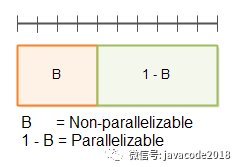 B 1 - B
B = Non-parallelizable
1 - B = Parallelizable
微信号: javacode2018